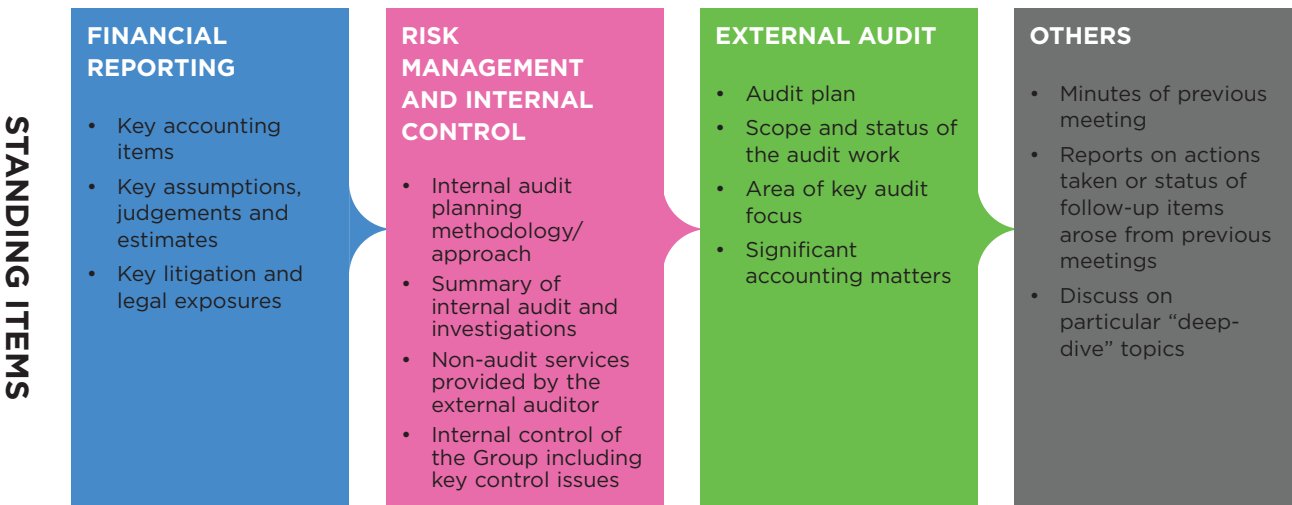 STANDING ITEMS
FINANCIAL
REPORTING
• Key accounting
items
• Key assumptions,
judgements and
estimates
• Key litigation and
legal exposures
RISK
MANAGEMENT
AND INTERNAL
CONTROL
• Internal audit
planning
methodology/
approach
• Summary of
internal audit and
investigations
• Non-audit services
provided by the
external auditor
• Internal control of
the Group including
key control issues
EXTERNAL AUDIT
• Audit plan
• Scope and status of
the audit work
• Area of key audit
focus
• Significant
accounting matters
OTHERS
• Minutes of previous
meeting
• Reports on actions
taken or status of
follow-up items
arose from previous
meetings
• Discuss on
particular “deep-
dive” topics